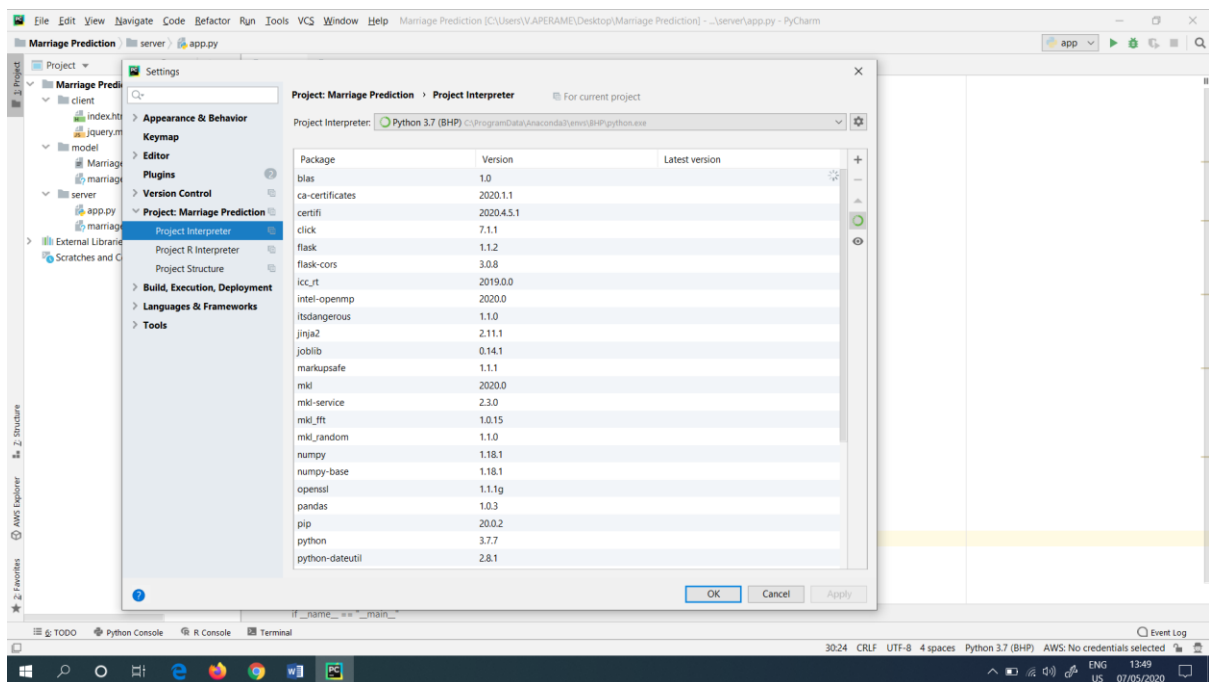 File Edit View Navigate Code Refactor Run Tools VCS Window Help Marriage Prediction [C:\Users\V.APERAME\Desktop\Marriage Prediction] - ...\server\app.py - PyCharm
Marriage Prediction server app.py app
1: Project
Project
Marriage Predi
client
index.ht
jquery.m
model
Marriage
marriage
server
app.py
marriage
External Librarie
Scratches and C
2: Structure
AWS Explorer
2: Favorites
Settings
Appearance & Behavior
Keymap
Editor
Plugins 2
Version Control
Project: Marriage Prediction
Project Interpreter
Project R Interpreter
Project Structure
Build, Execution, Deployment
Languages & Frameworks
Tools
Project: Marriage Prediction › Project Interpreter For current project
Project Interpreter: Python 3.7 (BHP) C:\ProgramData\Anaconda3\envs\BHP\python.exe
Package Version Latest version
blas 1.0
ca-certificates 2020.1.1
certifi 2020.4.5.1
click 7.1.1
flask 1.1.2
flask-cors 3.0.8
icc_rt 2019.0.0
intel-openmp 2020.0
itsdangerous 1.1.0
jinja2 2.11.1
joblib 0.14.1
markupsafe 1.1.1
mkl 2020.0
mkl-service 2.3.0
mkl_fft 1.0.15
mkl_random 1.1.0
numpy 1.18.1
numpy-base 1.18.1
openssl 1.1.1g
pandas 1.0.3
pip 20.0.2
python 3.7.7
python-dateutil 2.8.1
? OK Cancel Apply
if __name__ == "__main__"
6: TODO Python Console R Console Terminal Event Log
30:24 CRLF UTF-8 4 spaces Python 3.7 (BHP) AWS: No credentials selected
ENG 13:49
US 07/05/2020